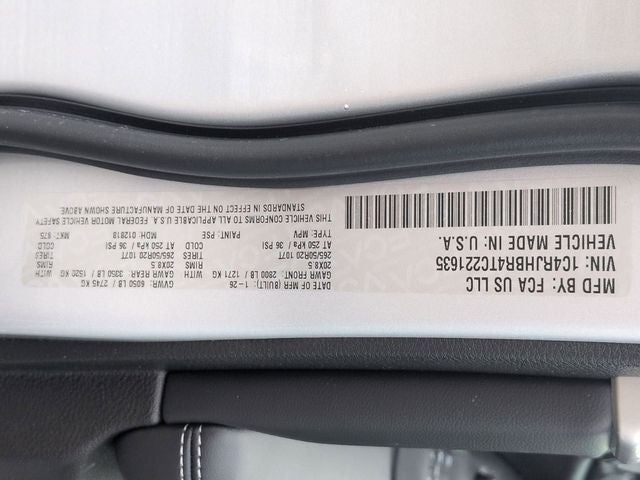 MFD BY: FCA US LLC
VIN: 1C4RJHBR4TC221635
VEHICLE MADE IN: U.S.A.
DATE OF MFR (BUILT): 1-26 GVWR: 6050 LB / 2745 KG
GAWR FRONT: 2800 LB / 1271 KG GAWR REAR: 3350 LB / 1520 KG WITH
20X8.5 RIMS 20X8.5 RIMS
265/50R20 107T TIRES 265/50R20 107T TIRES
AT 250 kPa / 36 PSI COLD AT 250 kPa / 36 PSI COLD
TYPE: MPV PAINT: PSE MDH: 012818 MKT: 975
THIS VEHICLE CONFORMS TO ALL APPLICABLE U.S.A. FEDERAL MOTOR VEHICLE SAFETY
STANDARDS IN EFFECT ON THE DATE OF MANUFACTURE SHOWN ABOVE